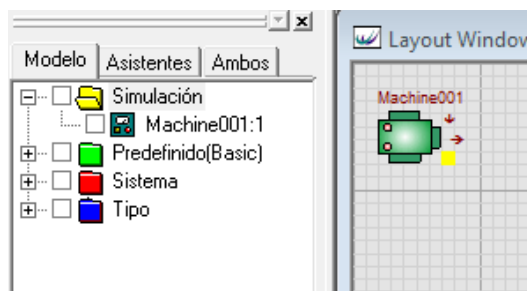 Modelo Asistentes Ambos
Simulación
Machine001:1
Predefinido(Basic)
Sistema
Tipo
Layout Window
Machine001